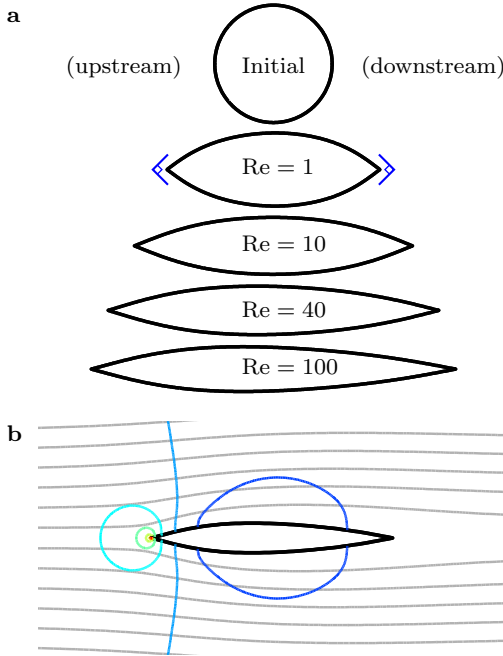 a
(upstream) Initial (downstream)
Re = 1
Re = 10
Re = 40
Re = 100
b